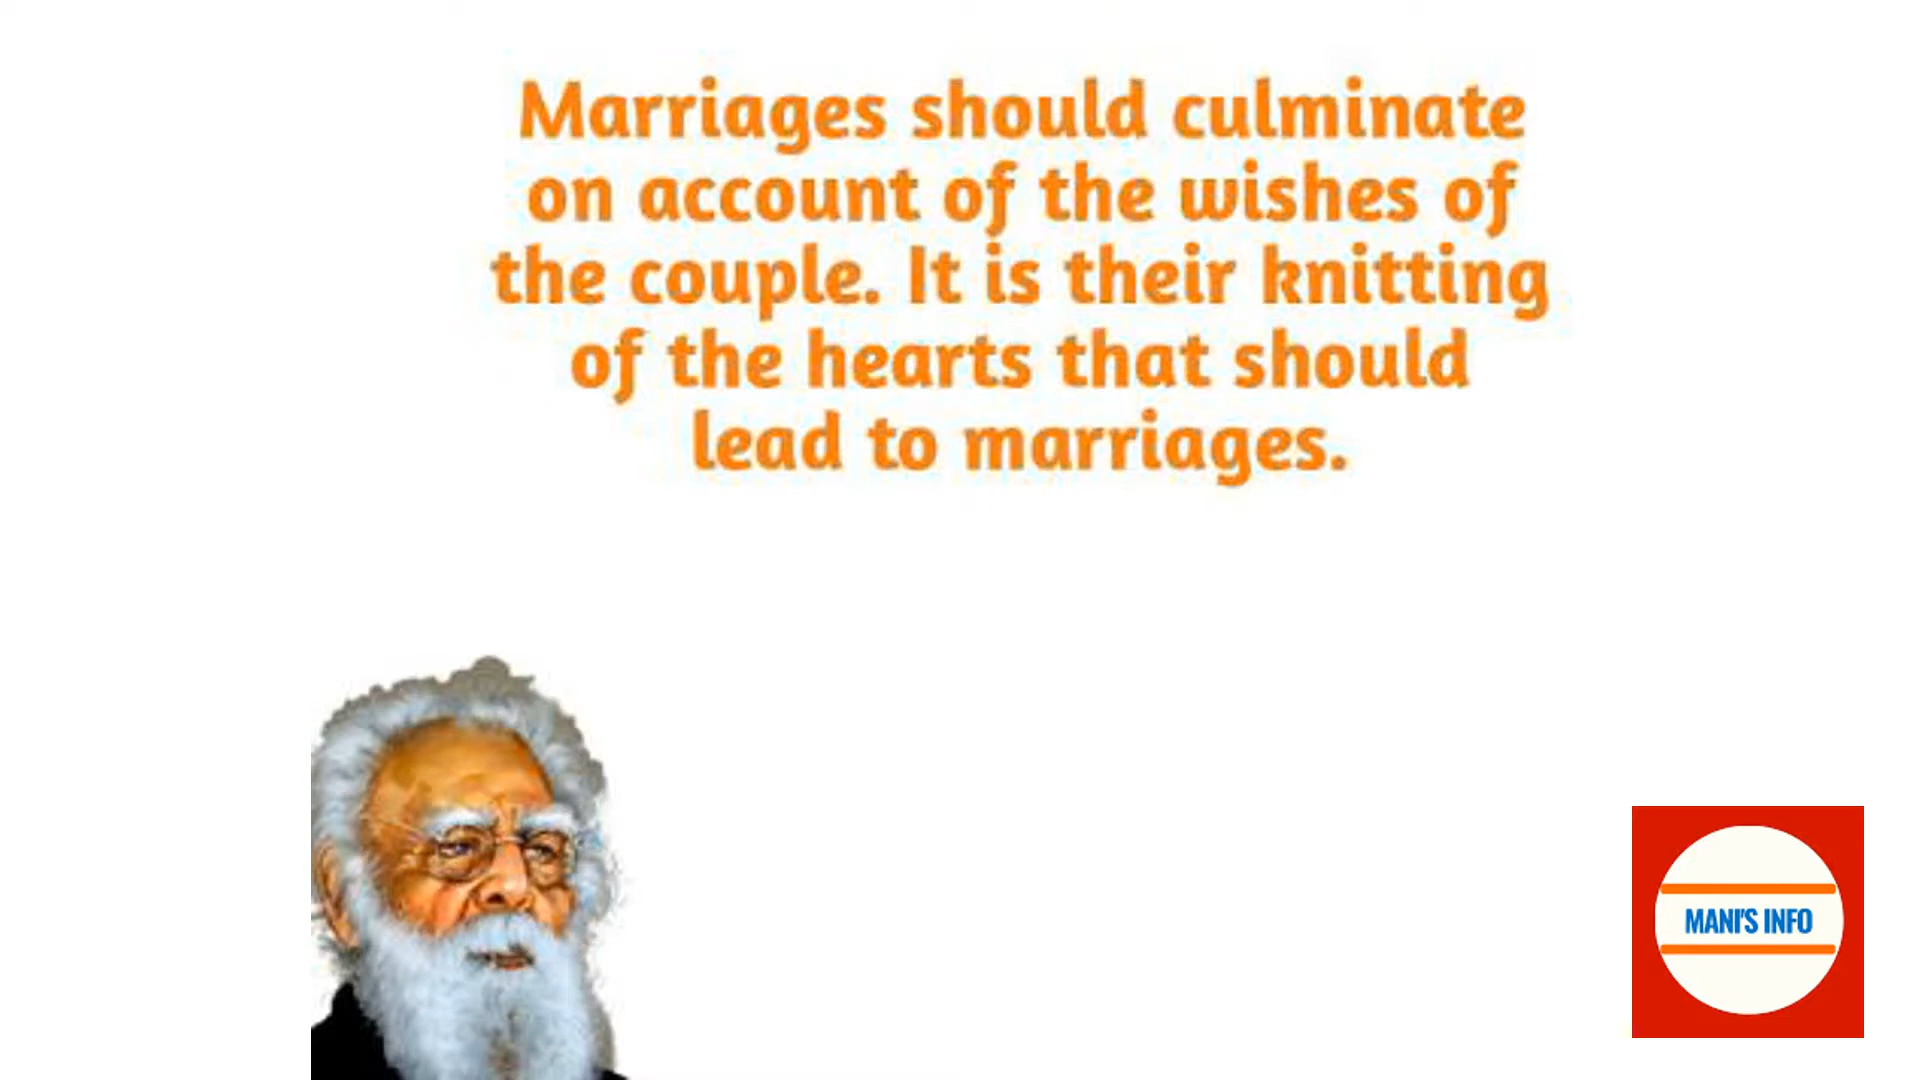 Marriages should culminate
on account of the wishes of
the couple. It is their knitting
of the hearts that should
lead to marriages.
MANI'S INFO